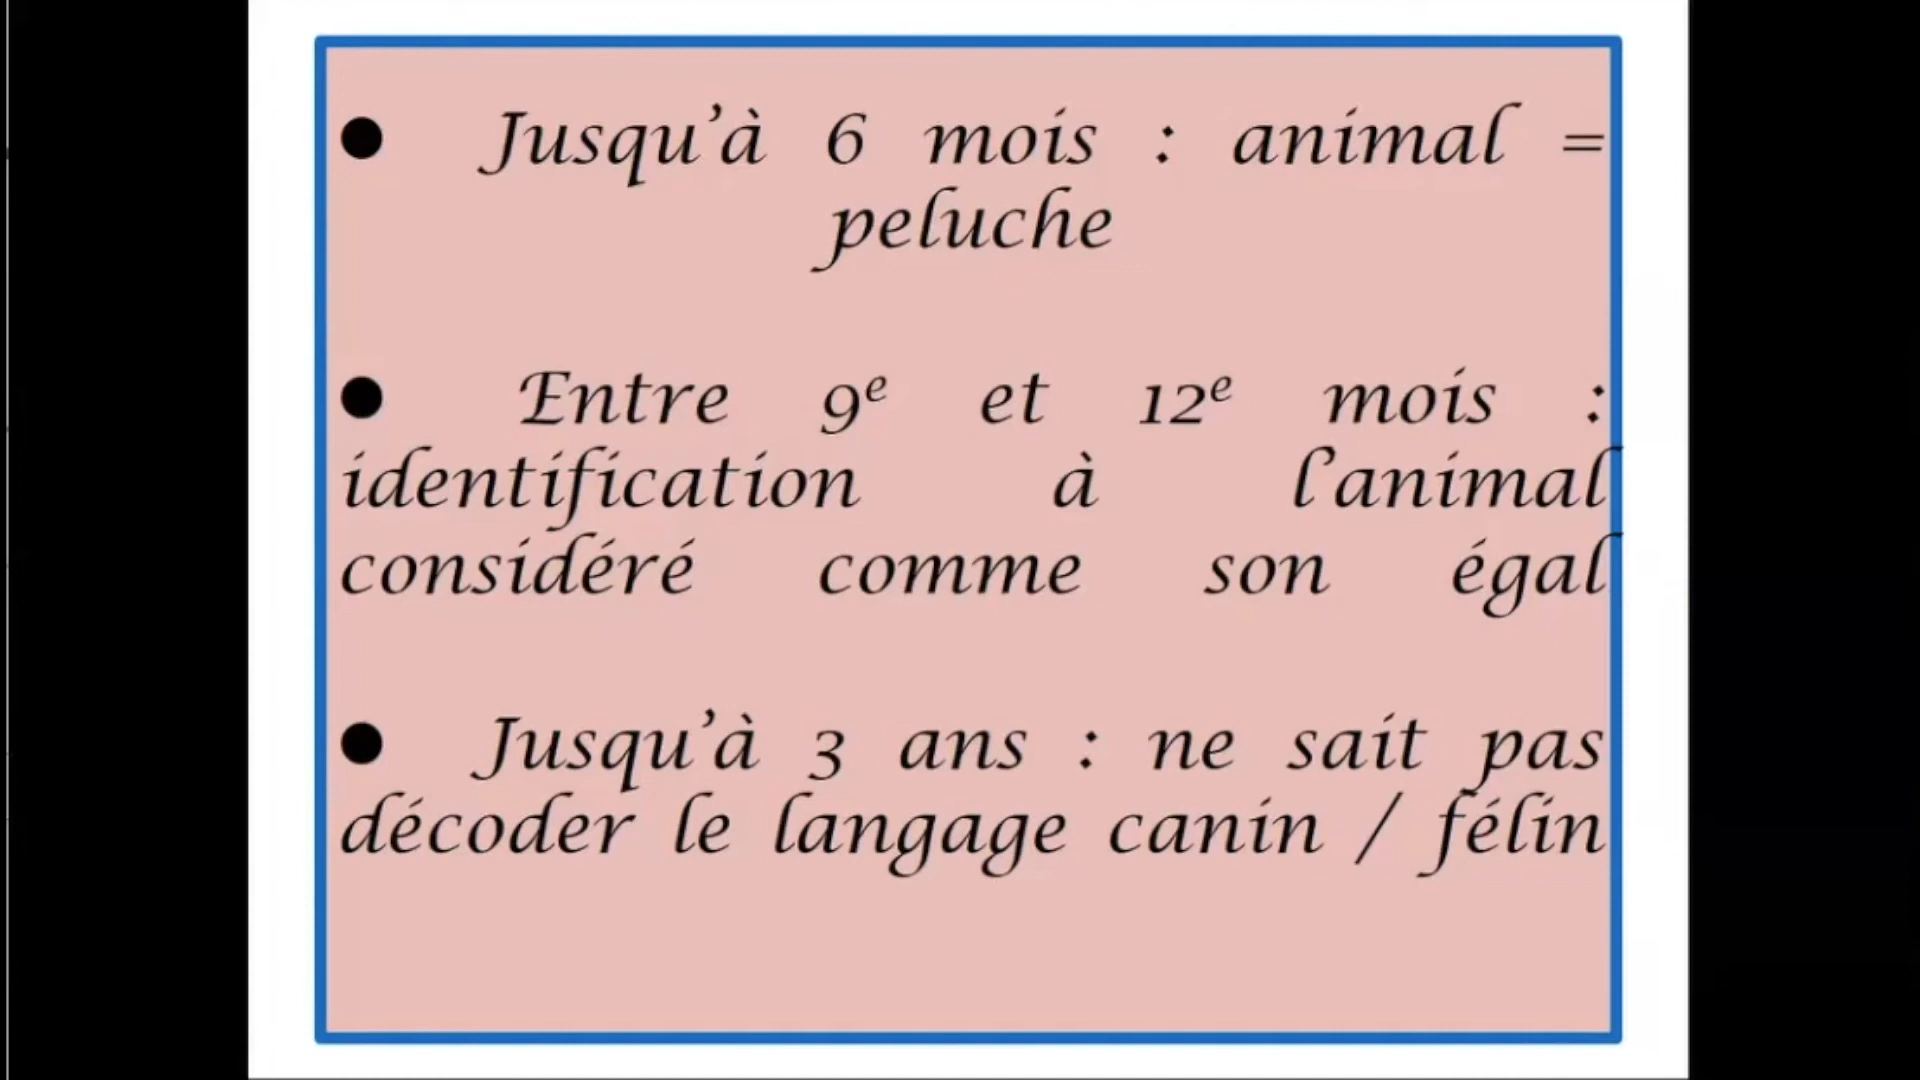 ● Jusqu’à 6 mois : animal =
peluche
● Entre 9e et 12e mois :
identification à l’animal
considéré comme son égal
● Jusqu’à 3 ans : ne sait pas
décoder le langage canin / félin